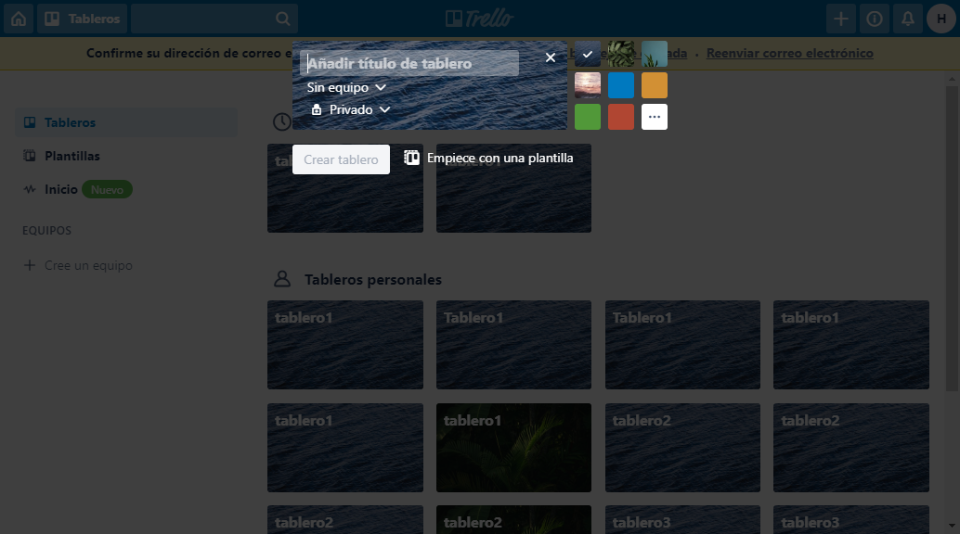 Tableros
Trello
H
Confirme su dirección de correo e
da · Reenviar correo electrónico
Añadir título de tablero
Sin equipo
Privado
Crear tablero
Empiece con una plantilla
Tableros
Plantillas
Inicio Nuevo
EQUIPOS
Cree un equipo
Tableros personales
tablero1
Tablero1
Tablero1
tablero1
tablero1
tablero1
tablero2
tablero2
tablero2
tablero2
tablero3
tablero3